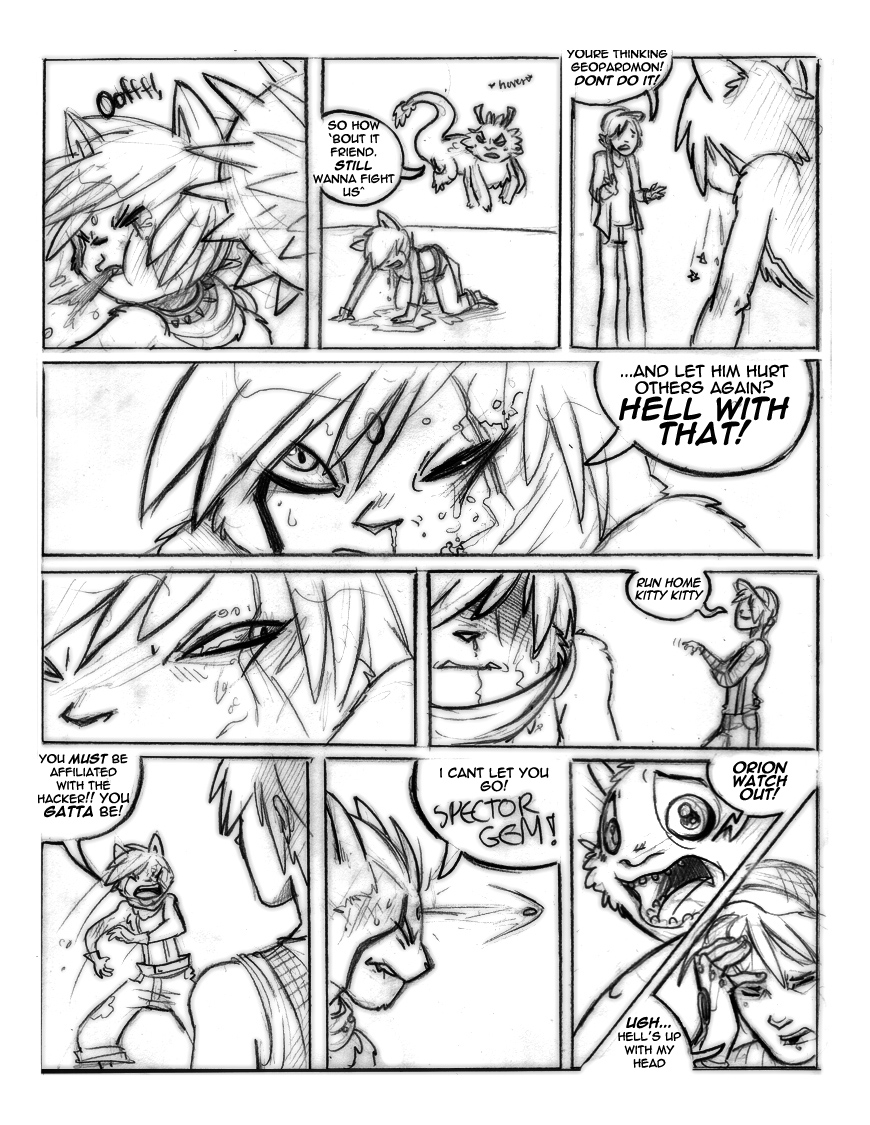 Oofff!
SO HOW
'BOUT IT
FRIEND.
STILL
WANNA FIGHT
US^
♥ hover ♥
YOURE THINKING
GEOPARDMON!
DONT DO IT!
...AND LET HIM HURT
OTHERS AGAIN?
HELL WITH
THAT!
RUN HOME
KITTY KITTY
YOU MUST BE
AFFILIATED
WITH THE
HACKER!! YOU
GATTA BE!
I CANT LET YOU
GO!
SPECTOR
GEM!
ORION
WATCH
OUT!
UGH...
HELL'S UP
WITH MY
HEAD